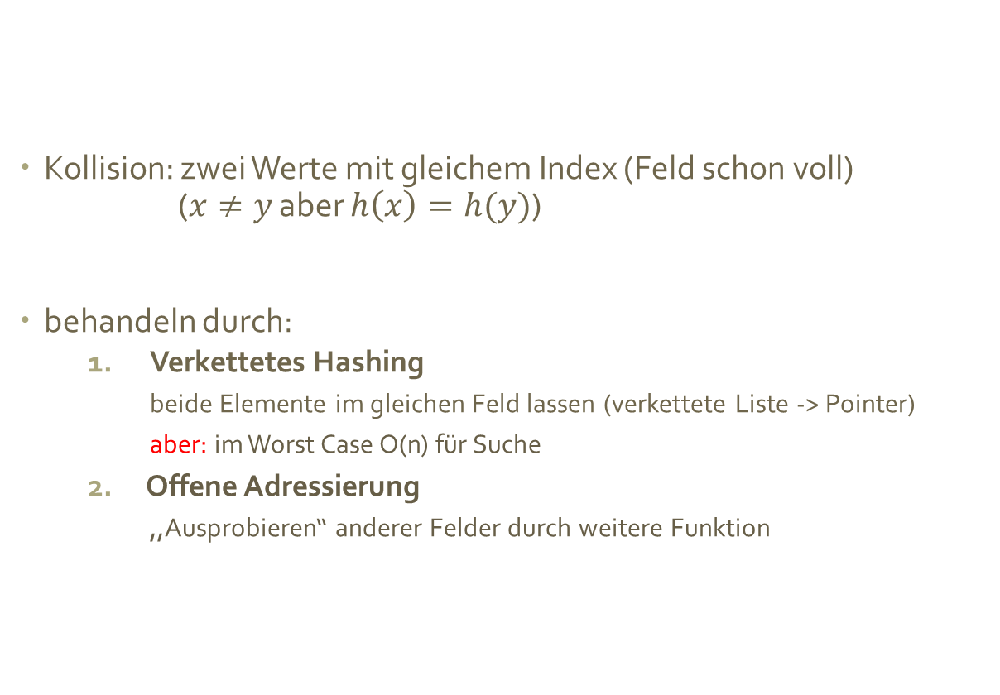 • Kollision: zwei Werte mit gleichem Index (Feld schon voll)
(x ≠ y aber h(x) = h(y))
• behandeln durch:
1. Verkettetes Hashing
beide Elemente im gleichen Feld lassen (verkettete Liste -> Pointer)
aber: im Worst Case O(n) für Suche
2. Offene Adressierung
,,Ausprobieren‟ anderer Felder durch weitere Funktion